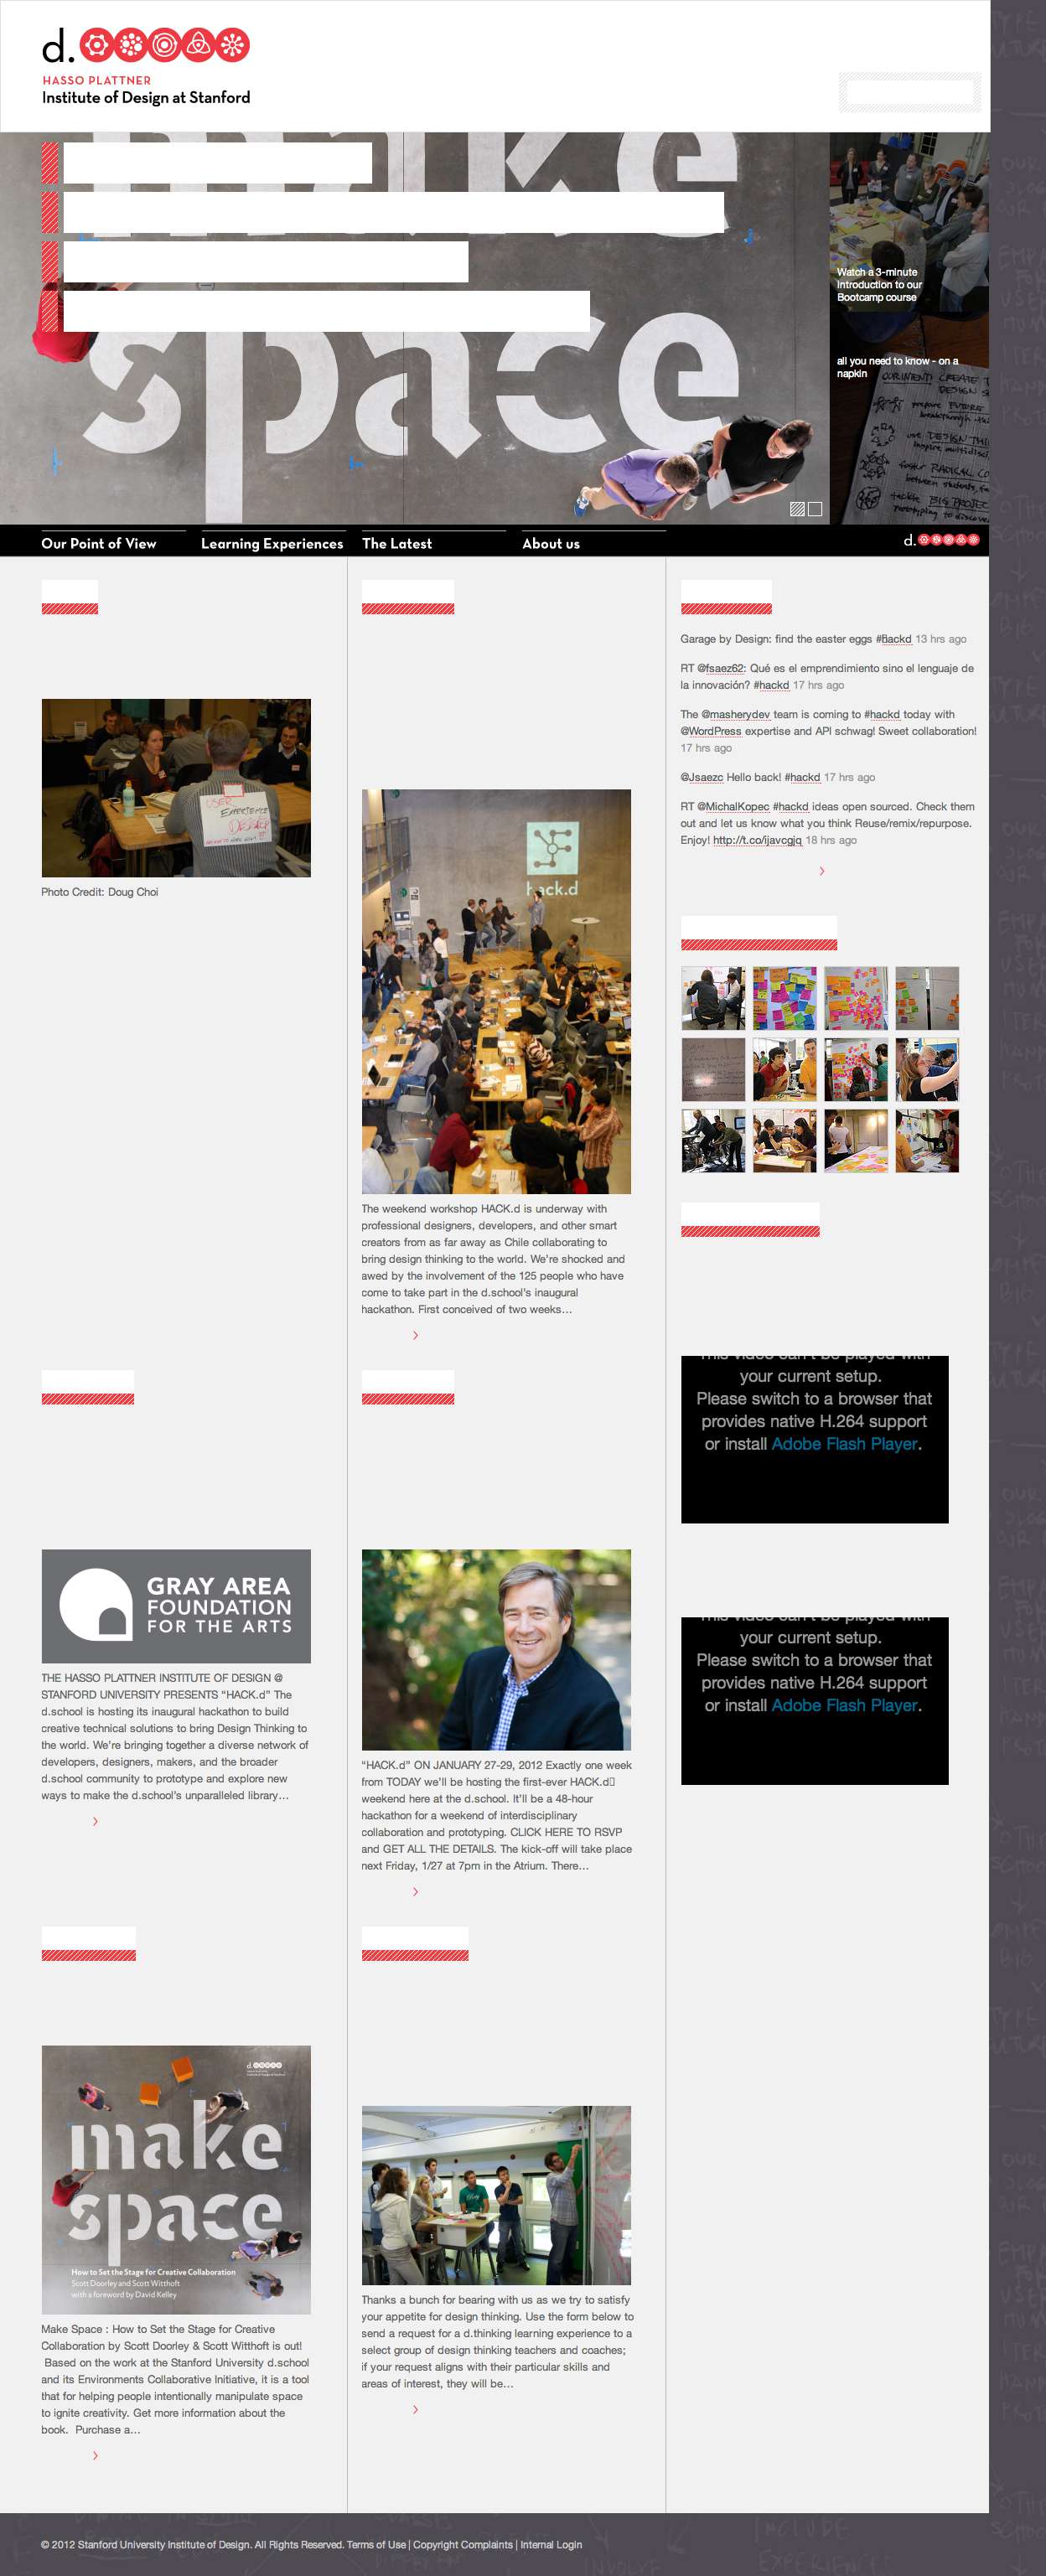 d.
HASSO PLATTNER
Institute of Design at Stanford
make
space
Watch a 3-minute
Introduction to our
Bootcamp course
all you need to know - on a
napkin
Our Point of View
Learning Experiences
The Latest
About us
d.
Photo Credit: Doug Choi
hack.d
The weekend workshop HACK.d is underway with
professional designers, developers, and other smart
creators from as far away as Chile collaborating to
bring design thinking to the world. We're shocked and
awed by the involvement of the 125 people who have
come to take part in the d.school's inaugural
hackathon. First conceived of two weeks…
Garage by Design: find the easter eggs #hackd 13 hrs ago
RT @fsaez62: Qué es el emprendimiento sino el lenguaje de
la innovación? #hackd 17 hrs ago
The @masherydev team is coming to #hackd today with
@WordPress expertise and API schwag! Sweet collaboration!
17 hrs ago
@Jsaezc Hello back! #hackd 17 hrs ago
RT @MichalKopec #hackd ideas open sourced. Check them
out and let us know what you think Reuse/remix/repurpose.
Enjoy! http://t.co/ijavcgjq 18 hrs ago
This video can't be played with
your current setup.
Please switch to a browser that
provides native H.264 support
or install Adobe Flash Player.
This video can't be played with
your current setup.
Please switch to a browser that
provides native H.264 support
or install Adobe Flash Player.
GRAY AREA
FOUNDATION
FOR THE ARTS
THE HASSO PLATTNER INSTITUTE OF DESIGN @
STANFORD UNIVERSITY PRESENTS “HACK.d” The
d.school is hosting its inaugural hackathon to build
creative technical solutions to bring Design Thinking to
the world. We're bringing together a diverse network of
developers, designers, makers, and the broader
d.school community to prototype and explore new
ways to make the d.school's unparalleled library…
“HACK.d” ON JANUARY 27-29, 2012 Exactly one week
from TODAY we'll be hosting the first-ever HACK.d
weekend here at the d.school. It'll be a 48-hour
hackathon for a weekend of interdisciplinary
collaboration and prototyping. CLICK HERE TO RSVP
and GET ALL THE DETAILS. The kick-off will take place
next Friday, 1/27 at 7pm in the Atrium. There…
make
space
How to Set the Stage for Creative Collaboration
Scott Doorley and Scott Witthoft
with a foreword by David Kelley
Make Space : How to Set the Stage for Creative
Collaboration by Scott Doorley & Scott Witthoft is out!
Based on the work at the Stanford University d.school
and its Environments Collaborative Initiative, it is a tool
that for helping people intentionally manipulate space
to ignite creativity. Get more information about the
book. Purchase a…
Thanks a bunch for bearing with us as we try to satisfy
your appetite for design thinking. Use the form below to
send a request for a d.thinking learning experience to a
select group of design thinking teachers and coaches;
if your request aligns with their particular skills and
areas of interest, they will be…
© 2012 Stanford University Institute of Design. All Rights Reserved. Terms of Use | Copyright Complaints | Internal Login